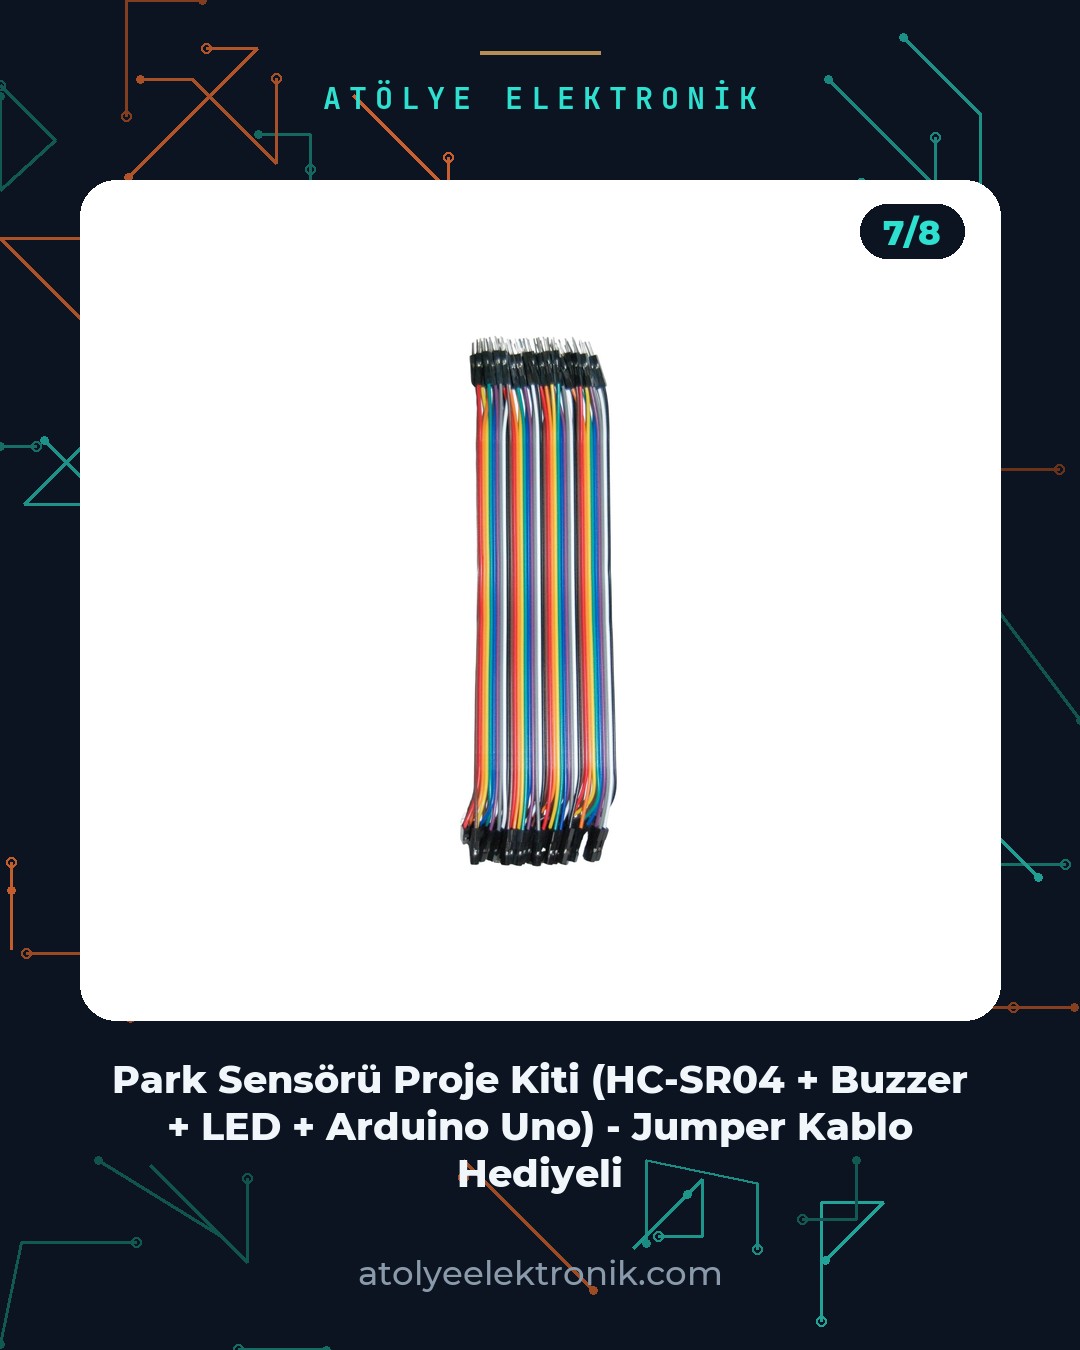 ATÖLYE ELEKTRONİK
7/8
Park Sensörü Proje Kiti (HC-SR04 + Buzzer
+ LED + Arduino Uno) - Jumper Kablo
Hediyeli
atolyeelektronik.com